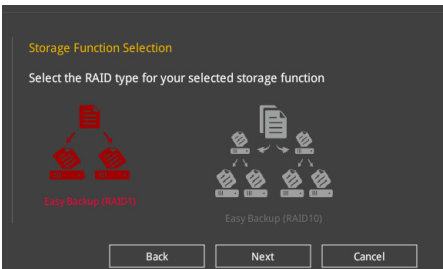 Storage Function Selection
Select the RAID type for your selected storage function
Easy Backup (RAID1)
Easy Backup (RAID10)
Back
Next
Cancel